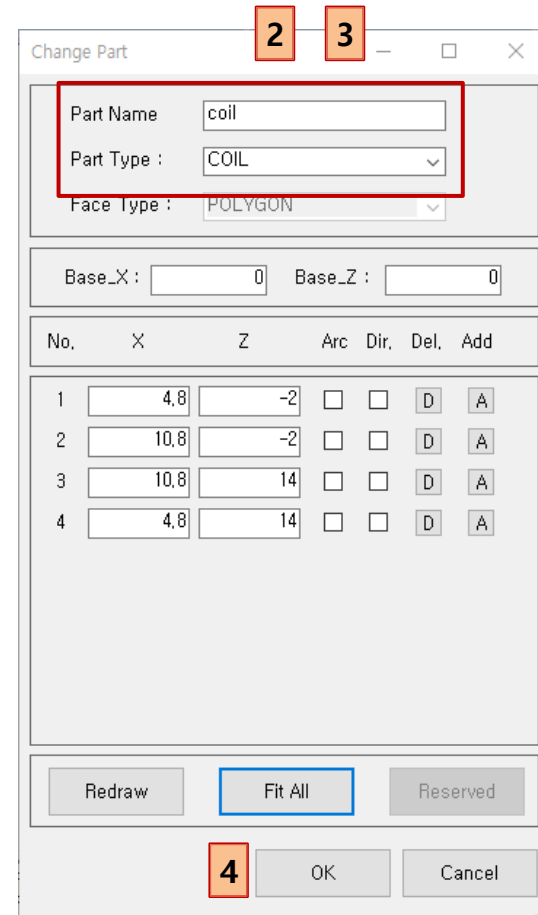 2 3
Change Part
Part Name coil
Part Type : COIL
Face Type : POLYGON
Base_X : 0 Base_Z : 0
No. X Z Arc Dir. Del. Add
1 4.8 -2 D A
2 10.8 -2 D A
3 10.8 14 D A
4 4.8 14 D A
Redraw Fit All Reserved
4 OK Cancel